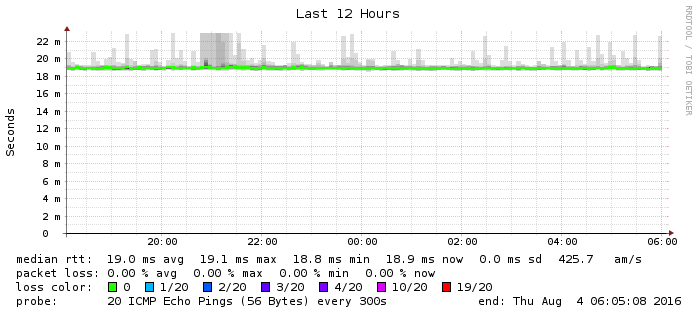 Last 12 Hours
RRDTOOL / TOBI OETIKER
Seconds
22 m
20 m
18 m
16 m
14 m
12 m
10 m
8 m
6 m
4 m
2 m
0
20:00 22:00 00:00 02:00 04:00 06:00
median rtt: 19.0 ms avg 19.1 ms max 18.8 ms min 18.9 ms now 0.0 ms sd 425.7 am/s
packet loss: 0.00 % avg 0.00 % max 0.00 % min 0.00 % now
loss color: 0 1/20 2/20 3/20 4/20 10/20 19/20
probe: 20 ICMP Echo Pings (56 Bytes) every 300s end: Thu Aug 4 06:05:08 2016